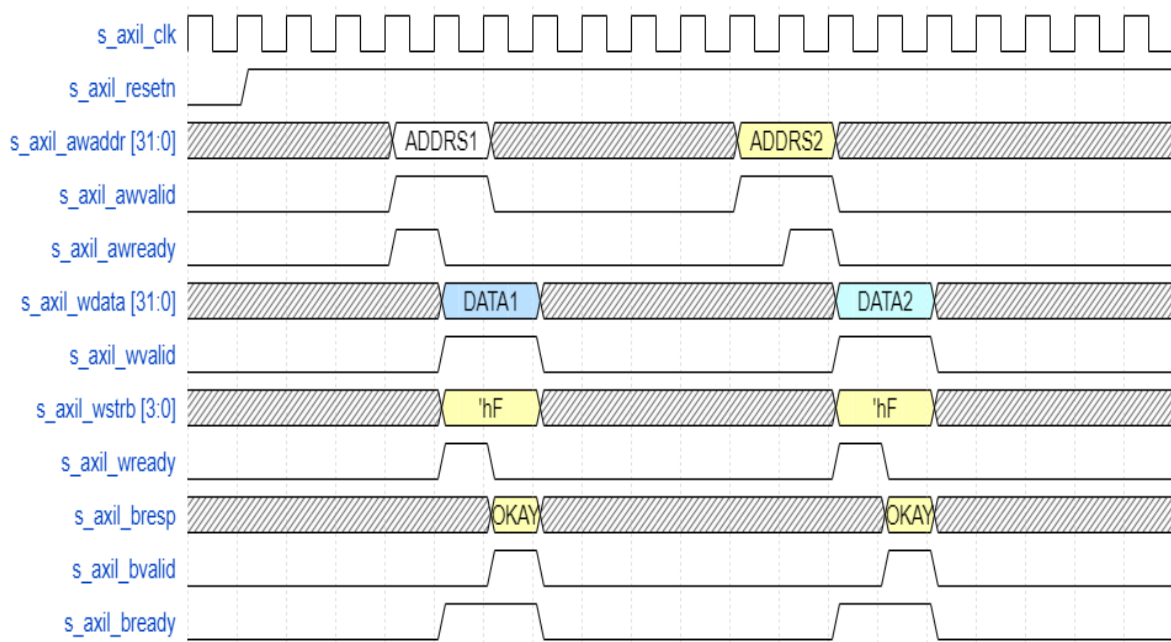 s_axil_clk
s_axil_resetn
s_axil_awaddr [31:0] ADDRS1 ADDRS2
s_axil_awvalid
s_axil_awready
s_axil_wdata [31:0] DATA1 DATA2
s_axil_wvalid
s_axil_wstrb [3:0] 'hF 'hF
s_axil_wready
s_axil_bresp OKAY OKAY
s_axil_bvalid
s_axil_bready